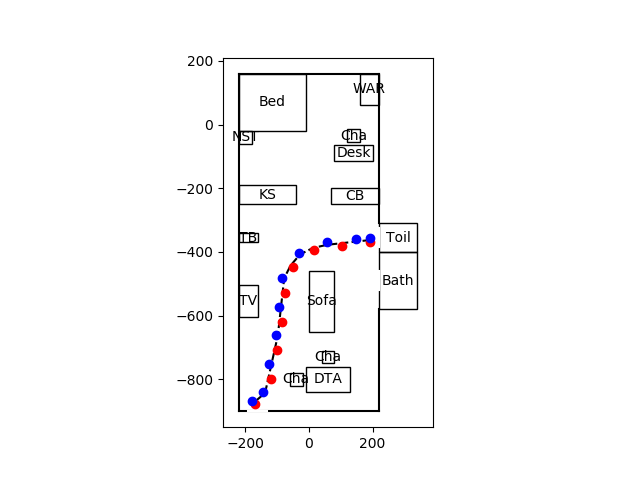 200
WAR
Bed
0
NST
Cha
Desk
−200
KS
CB
TB
Toil
−400
Bath
TV
Sofa
−600
Cha
Cha
DTA
−800
−200
0
200